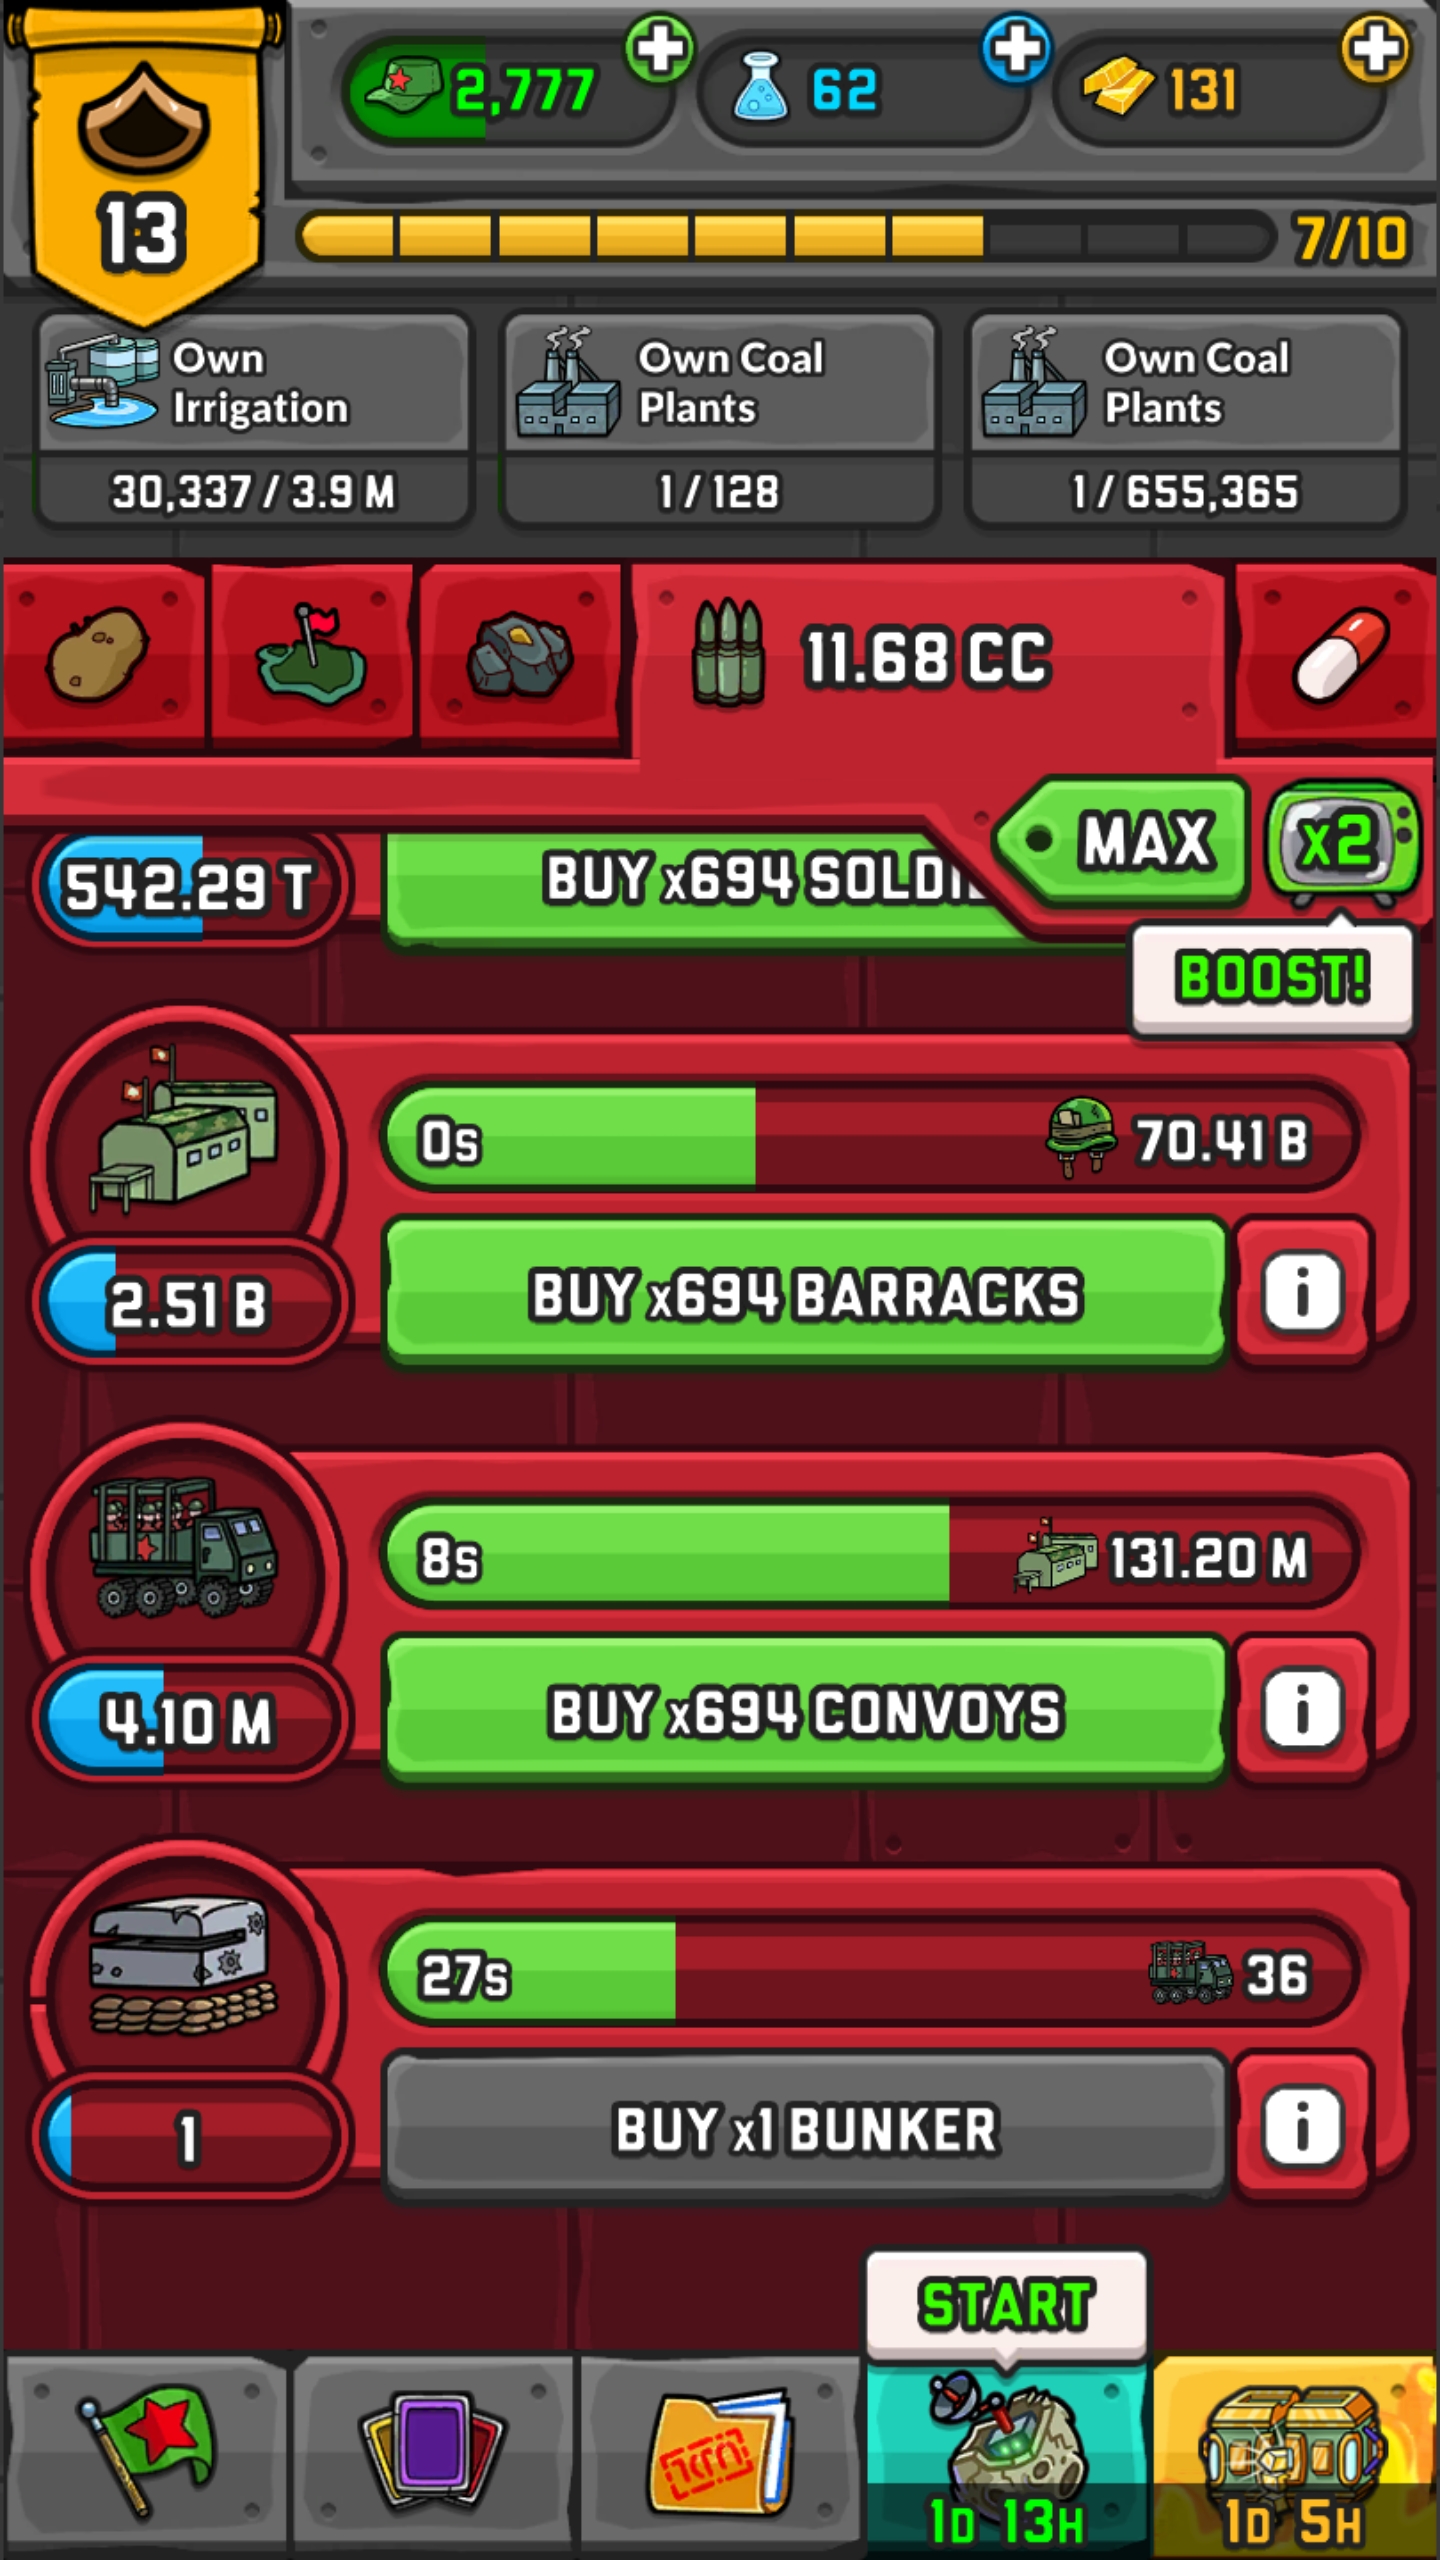 2,777
62
131
13
7/10
Own
Irrigation
30,337 / 3.9 M
Own Coal
Plants
1 / 128
Own Coal
Plants
1 / 655,365
11.68 CC
MAX
x2
BOOST!
542.29 T
BUY x694
0s
70.41 B
2.51 B
BUY x694 BARRACKS
i
8s
131.20 M
4.10 M
BUY x694 CONVOYS
i
27s
36
1
BUY x1 BUNKER
i
START
1D 13H
1D 5H